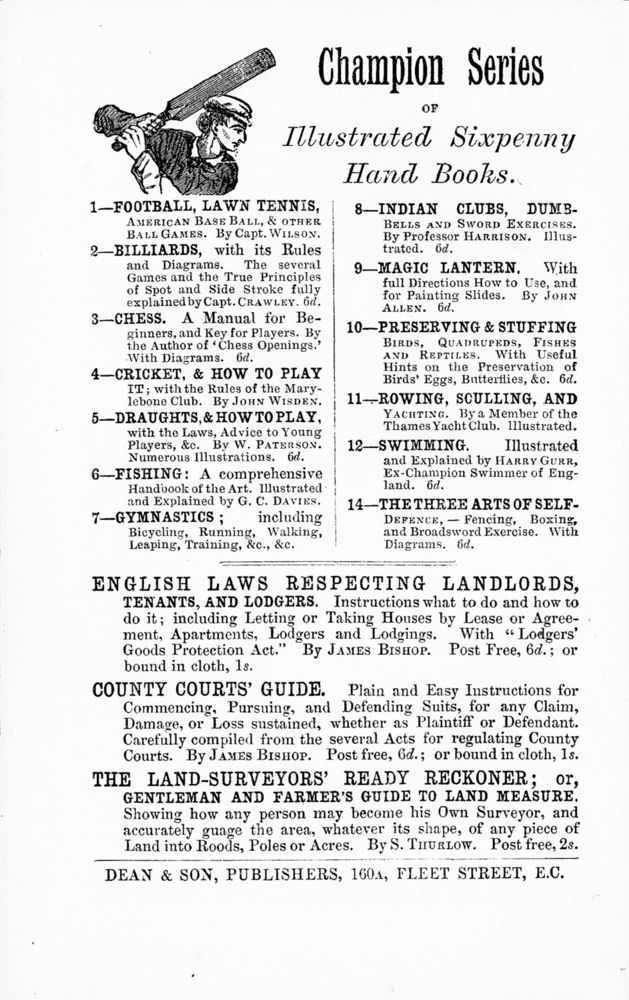 Champion Series
OF
Illustrated Sixpenny
Hand Books.
1—FOOTBALL, LAWN TENNIS,
AMERICAN BASE BALL, & OTHER
BALL GAMES. By Capt. WILSON.
2—BILLIARDS, with its Rules
and Diagrams. The several
Games and the True Principles
of Spot and Side Stroke fully
explained by Capt. CRAWLEY. 6d.
3—CHESS. A Manual for Be-
ginners, and Key for Players. By
the Author of ‘Chess Openings.’
With Diagrams. 6d.
4—CRICKET, & HOW TO PLAY
IT; with the Rules of the Mary-
lebone Club. By JOHN WISDEN.
5—DRAUGHTS, & HOW TO PLAY,
with the Laws, Advice to Young
Players, &c. By W. PATERSON.
Numerous Illustrations. 6d.
6—FISHING: A comprehensive
Handbook of the Art. Illustrated
and Explained by G. C. DAVIES.
7—GYMNASTICS; including
Bicycling, Running, Walking,
Leaping, Training, &c., &c.
8—INDIAN CLUBS, DUMB-
BELLS AND SWORD EXERCISES.
By Professor HARRISON. Illus-
trated. 6d.
9—MAGIC LANTERN. With
full Directions How to Use, and
for Painting Slides. By JOHN
ALLEN. 6d.
10—PRESERVING & STUFFING
BIRDS, QUADRUPEDS, FISHES
AND REPTILES. With Useful
Hints on the Preservation of
Birds' Eggs, Butterflies, &c. 6d.
11—ROWING, SCULLING, AND
YACHTING. By a Member of the
Thames Yacht Club. Illustrated.
12—SWIMMING. Illustrated
and Explained by HARRY GURR,
Ex-Champion Swimmer of Eng-
land. 6d.
14—THE THREE ARTS OF SELF-
DEFENCE, — Fencing, Boxing,
and Broadsword Exercise. With
Diagrams. 6d.
ENGLISH LAWS RESPECTING LANDLORDS,
TENANTS, AND LODGERS. Instructions what to do and how to
do it; including Letting or Taking Houses by Lease or Agree-
ment, Apartments, Lodgers and Lodgings. With “Lodgers'
Goods Protection Act.” By JAMES BISHOP. Post Free, 6d.; or
bound in cloth, 1s.
COUNTY COURTS' GUIDE. Plain and Easy Instructions for
Commencing, Pursuing, and Defending Suits, for any Claim,
Damage, or Loss sustained, whether as Plaintiff or Defendant.
Carefully compiled from the several Acts for regulating County
Courts. By JAMES BISHOP. Post free, 6d.; or bound in cloth, 1s.
THE LAND-SURVEYORS' READY RECKONER; or,
GENTLEMAN AND FARMER'S GUIDE TO LAND MEASURE.
Showing how any person may become his Own Surveyor, and
accurately guage the area, whatever its shape, of any piece of
Land into Roods, Poles or Acres. By S. THURLOW. Post free, 2s.
DEAN & SON, PUBLISHERS, 160A, FLEET STREET, E.C.